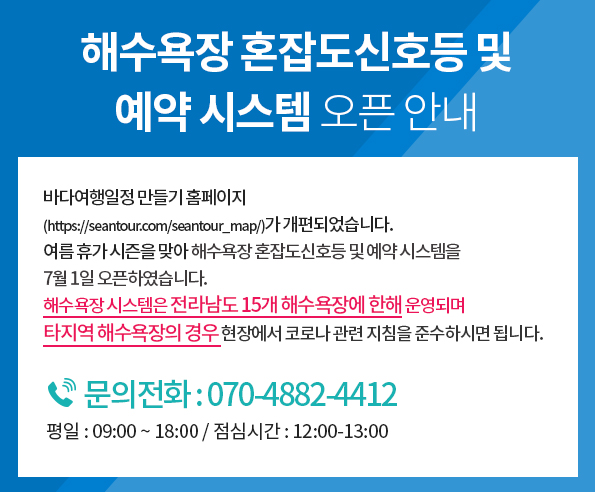 해수욕장 혼잡도신호등 및
예약 시스템 오픈 안내
바다여행일정 만들기 홈페이지
(https://seantour.com/seantour_map/)가 개편되었습니다.
여름 휴가 시즌을 맞아 해수욕장 혼잡도신호등 및 예약 시스템을
7월 1일 오픈하였습니다.
해수욕장 시스템은 전라남도 15개 해수욕장에 한해 운영되며
타지역 해수욕장의 경우 현장에서 코로나 관련 지침을 준수하시면 됩니다.
문의전화 : 070-4882-4412
평일 : 09:00 ~ 18:00 / 점심시간 : 12:00-13:00